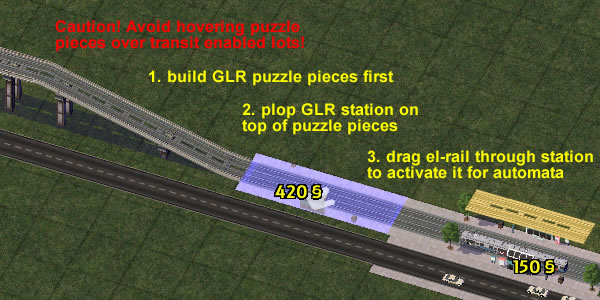 Caution! Avoid hovering puzzle
pieces over transit enabled lots!
1. build GLR puzzle pieces first
2. plop GLR station on
top of puzzle pieces
3. drag el-rail through station
to activate it for automata
420 §
150 §